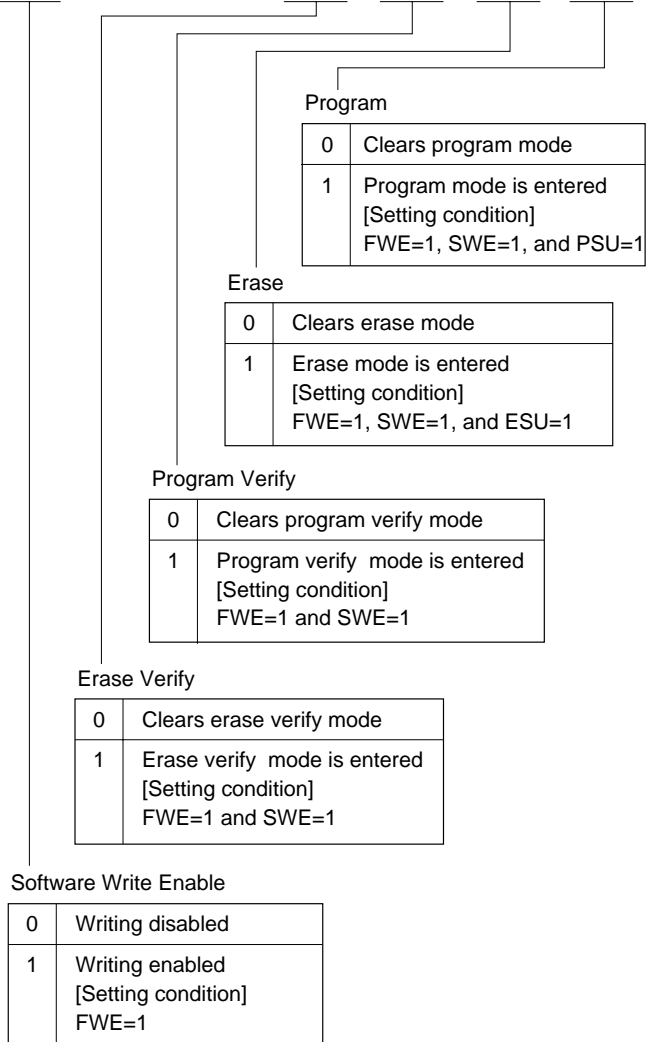 Program
0 Clears program mode
1 Program mode is entered
[Setting condition]
FWE=1, SWE=1, and PSU=1
Erase
0 Clears erase mode
1 Erase mode is entered
[Setting condition]
FWE=1, SWE=1, and ESU=1
Program Verify
0 Clears program verify mode
1 Program verify mode is entered
[Setting condition]
FWE=1 and SWE=1
Erase Verify
0 Clears erase verify mode
1 Erase verify mode is entered
[Setting condition]
FWE=1 and SWE=1
Software Write Enable
0 Writing disabled
1 Writing enabled
[Setting condition]
FWE=1